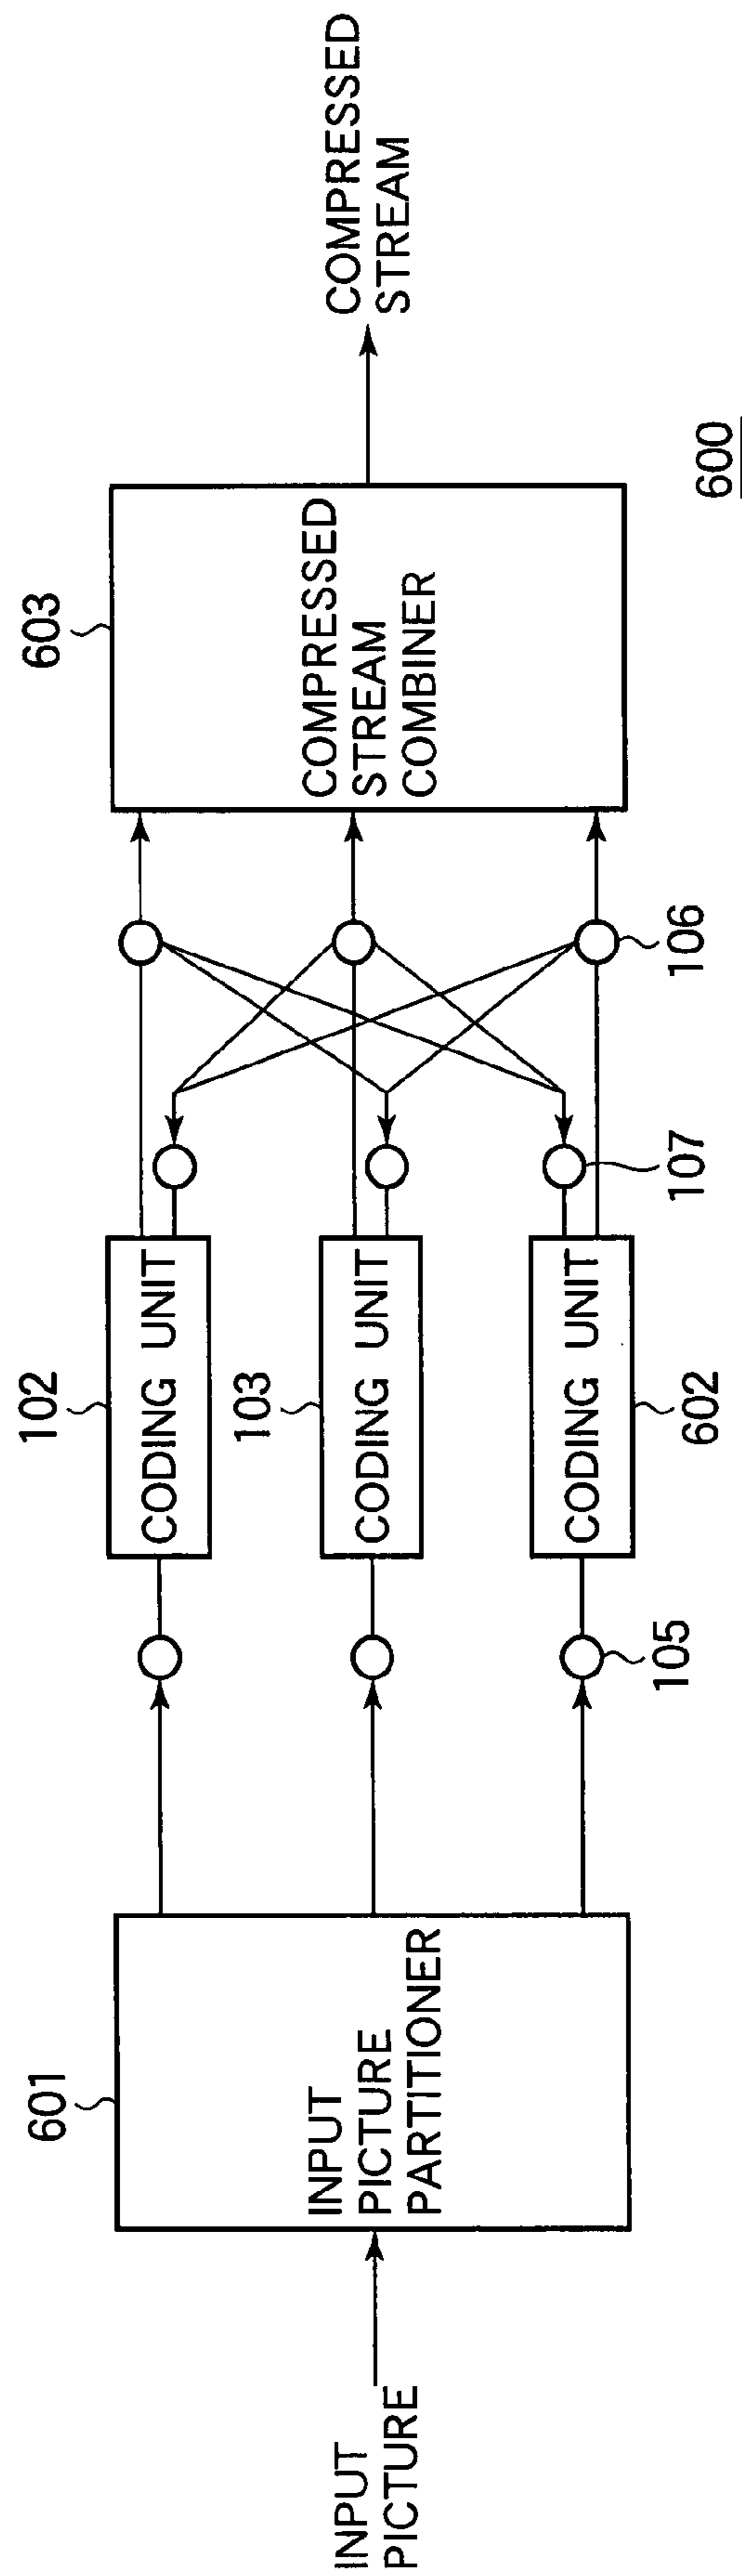 INPUT
PICTURE
601
INPUT
PICTURE
PARTITIONER
105
102
CODING UNIT
103
CODING UNIT
602
CODING UNIT
107
106
603
COMPRESSED
STREAM
COMBINER
COMPRESSED
STREAM
600